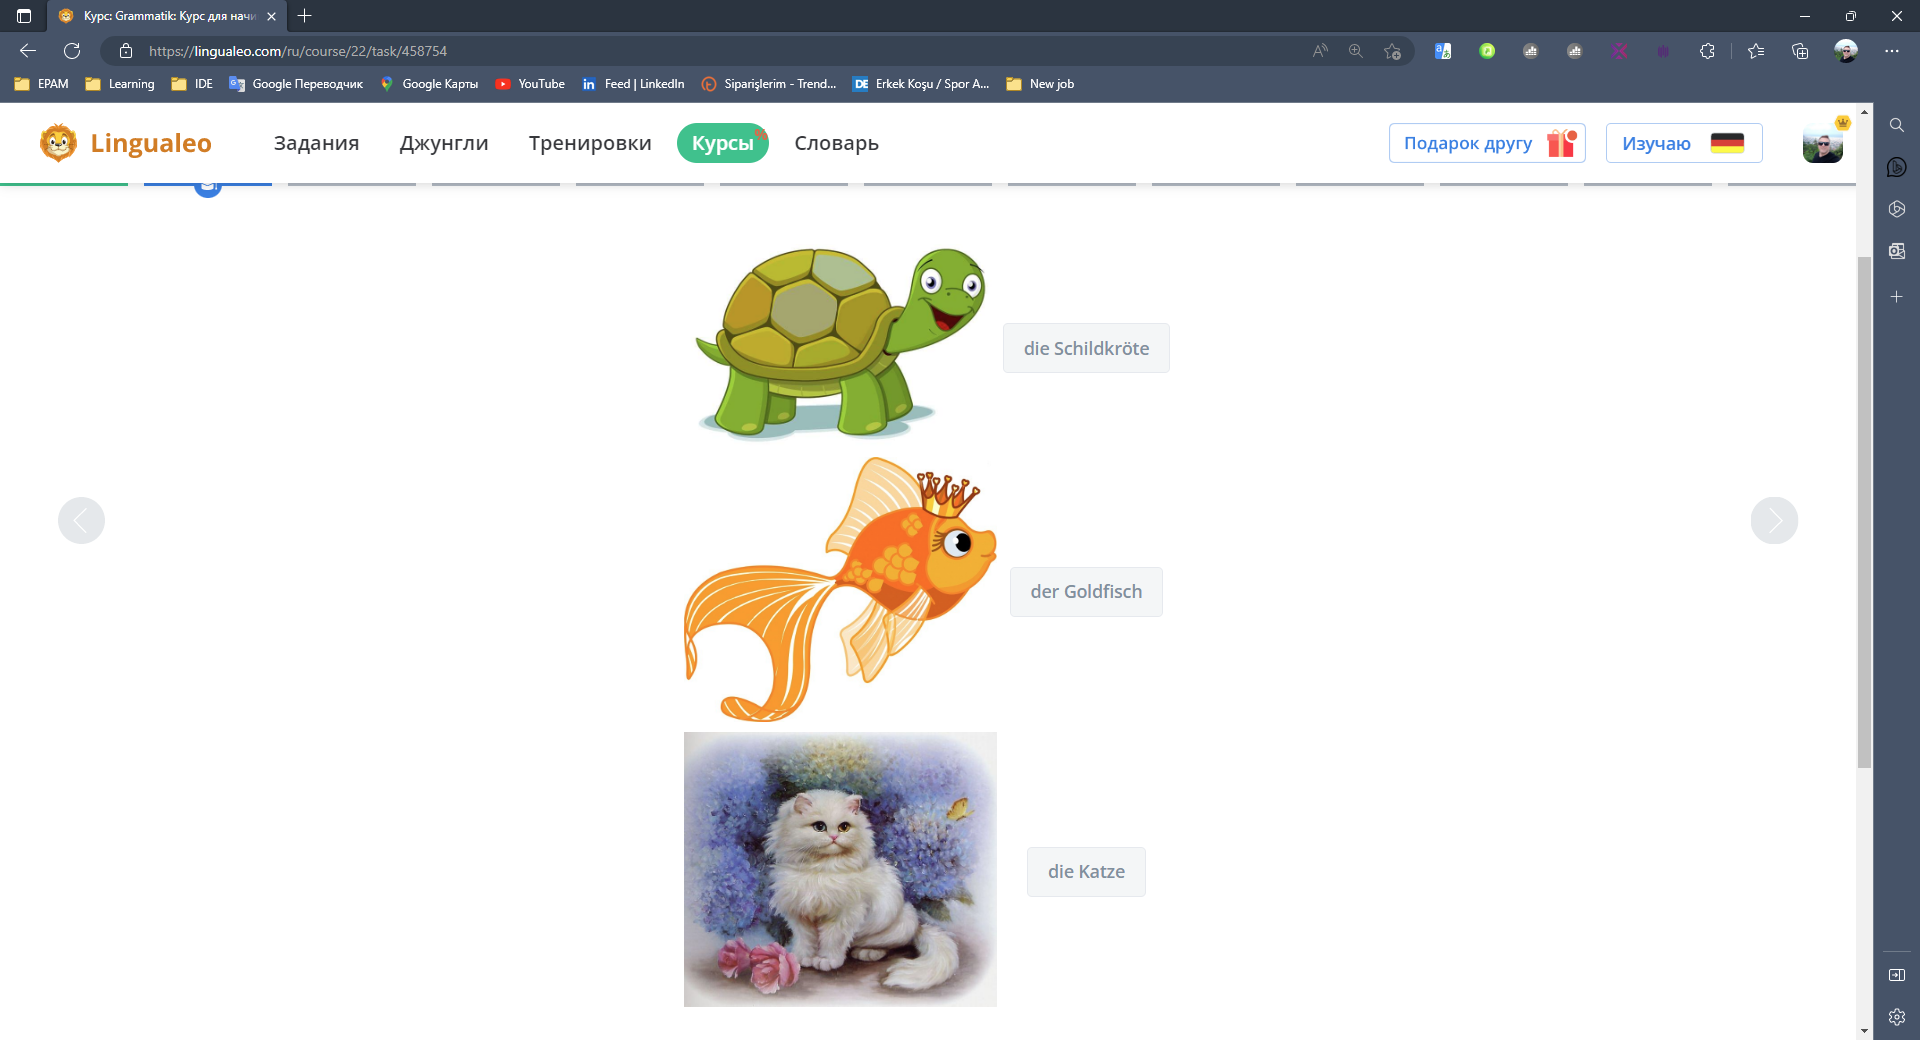 Курс: Grammatik: Курс для начи
https://lingualeo.com/ru/course/22/task/458754
EPAM Learning IDE Google Переводчик Google Карты YouTube Feed | LinkedIn Siparişlerim - Trend... DE Erkek Koşu / Spor A... New job
Lingualeo Задания Джунгли Тренировки Курсы % Словарь Подарок другу Изучаю
die Schildkröte
der Goldfisch
die Katze